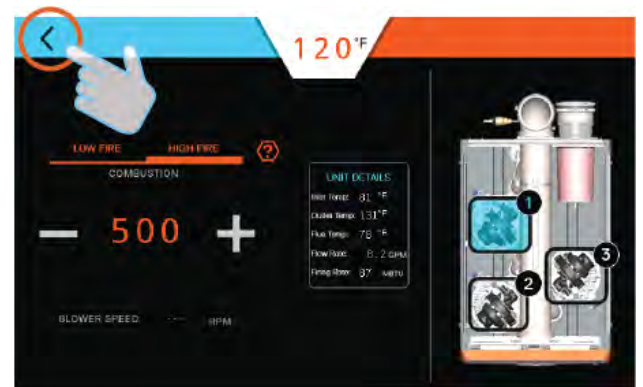 120°F
LOW FIRE HIGH FIRE ?
COMBUSTION
500
BLOWER SPEED: --- RPM
UNIT DETAILS
Inlet Temp: 81 °F
Outlet Temp: 131°F
Flue Temp: 78 °F
Flow Rate: 8.2 GPM
Firing Rate: 87 MBTU
1
2
3